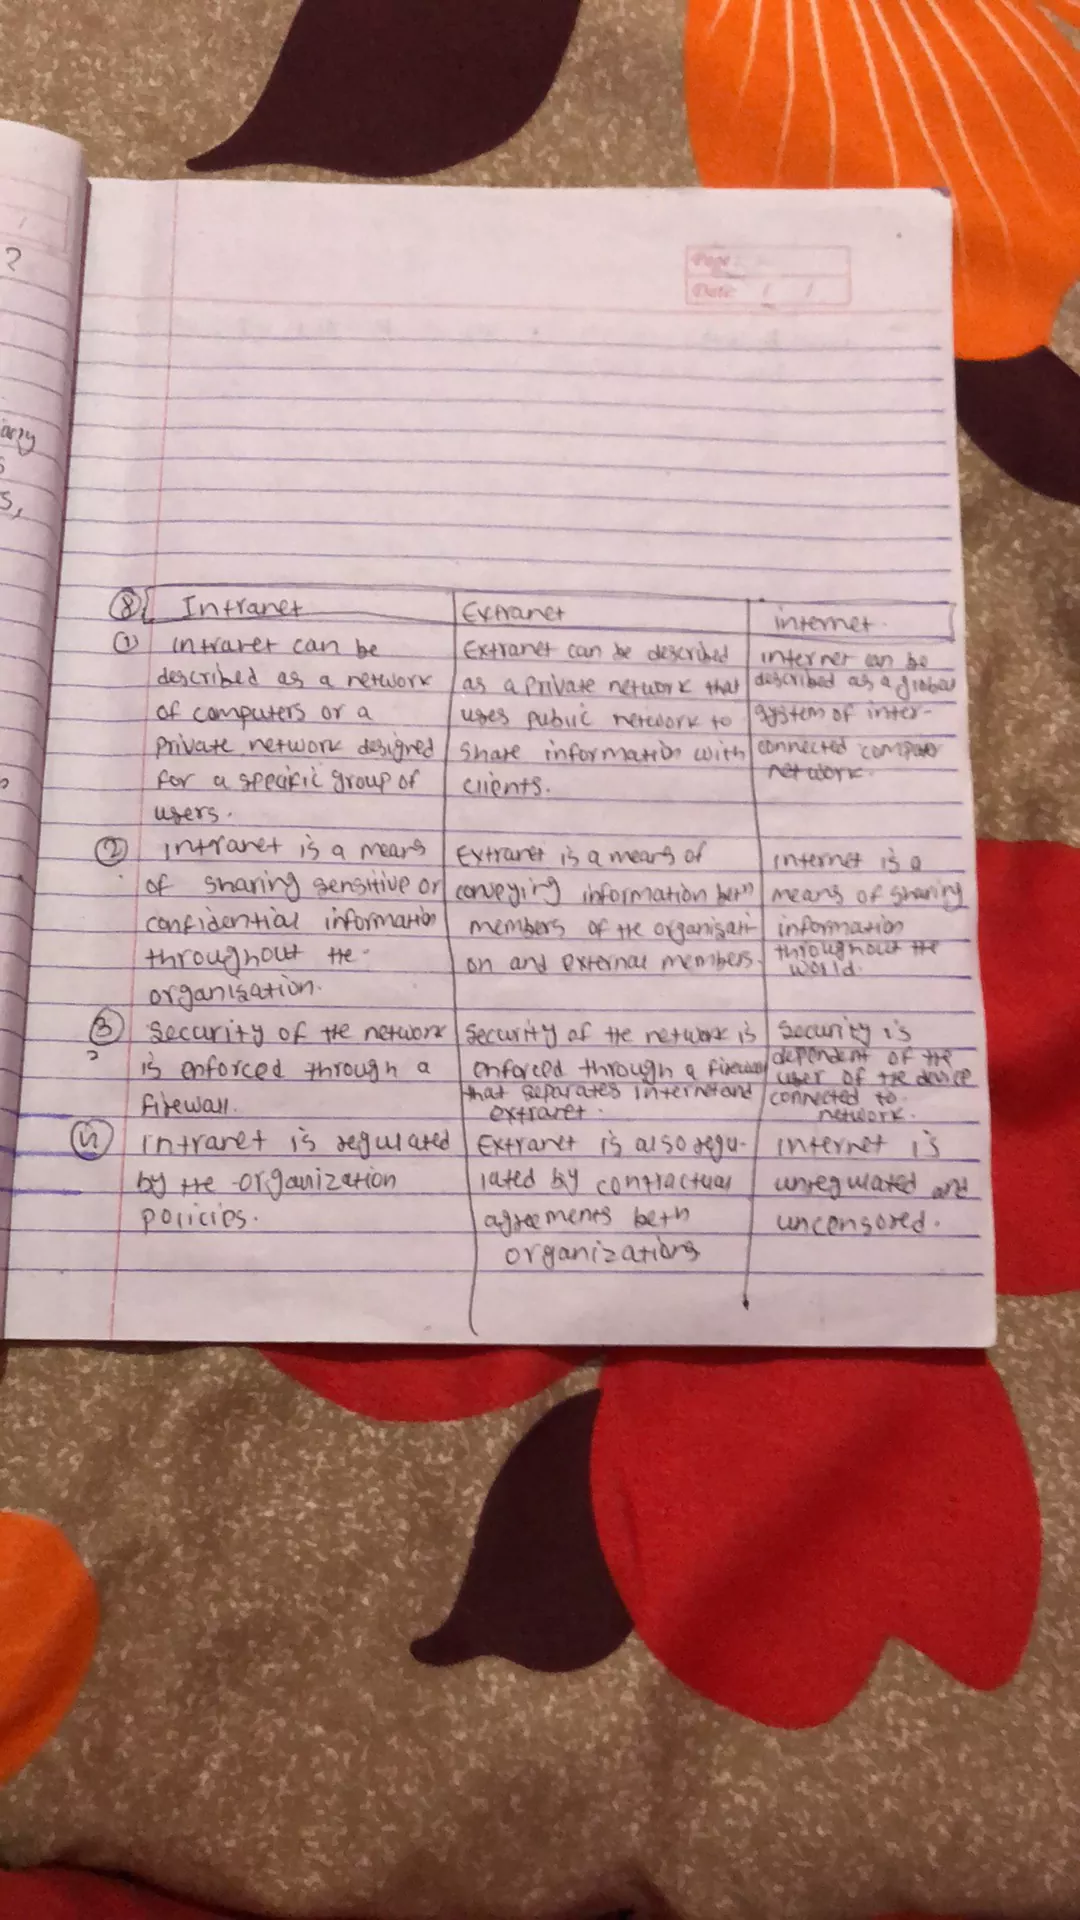 ?
arry
s,
Page:
Date: / /
⑧ Intranet
① intranet can be
described as a network
of computers or a
private network designed
for a specific group of
users.
② intranet is a means
of sharing sensitive or
confidential information
throughout the
organisation.
③ Security of the network
is enforced through a
firewall.
④ intranet is regulated
by the organization
policies.
Extranet
Extranet can be described
as a private network that
uses public network to
share information with
clients.
Extranet is a means of
conveying information betn
members of the organisati-
on and external members.
Security of the network is
enforced through a firewall
that separates internet and
extranet.
Extranet is also regu-
lated by contractual
agreements betn
organizations
internet.
internet can be
described as a global
system of inter-
connected computer
network.
internet is a
means of sharing
information
throughout the
world.
Security is
dependent of the
user of the device
connected to
network.
internet is
unregulated and
uncensored.